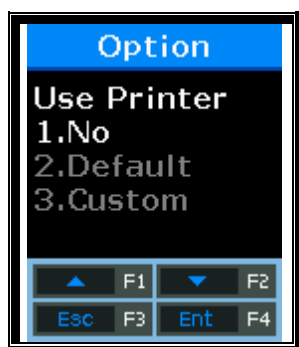 Option
Use Printer
1.No
2.Default
3.Custom
▲ F1 ▼ F2
Esc F3 Ent F4